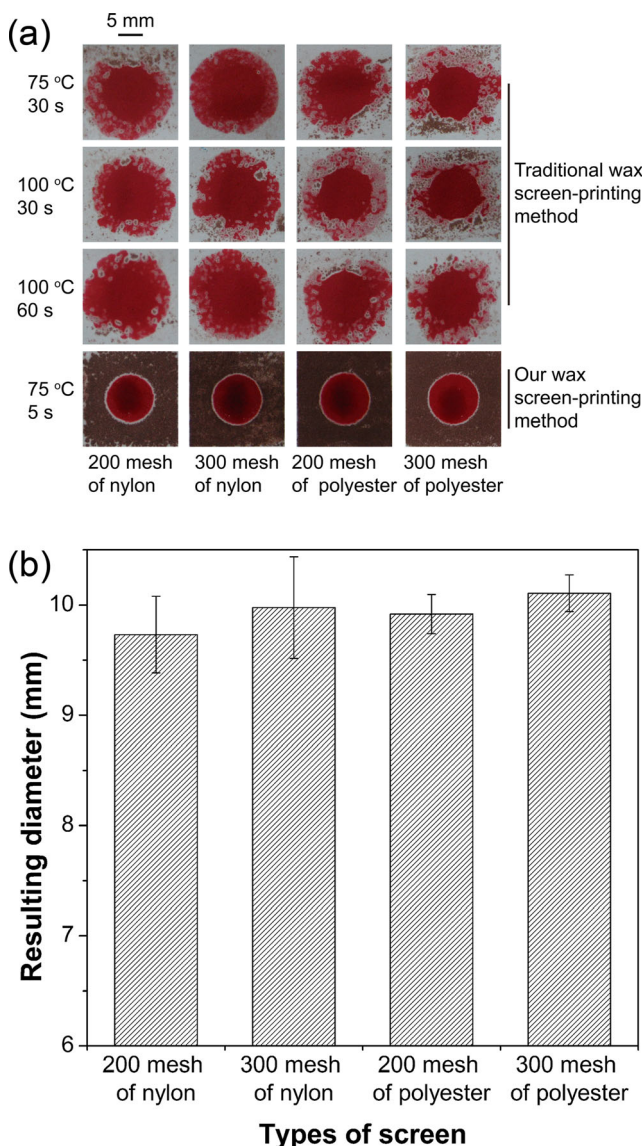 (a)
5 mm
75 °C
30 s
100 °C
30 s
100 °C
60 s
75 °C
5 s
Traditional wax
screen-printing
method
Our wax
screen-printing
method
200 mesh
of nylon
300 mesh
of nylon
200 mesh
of polyester
300 mesh
of polyester
(b)
Resulting diameter (mm)
10
9
8
7
6
200 mesh
of nylon
300 mesh
of nylon
200 mesh
of polyester
300 mesh
of polyester
Types of screen